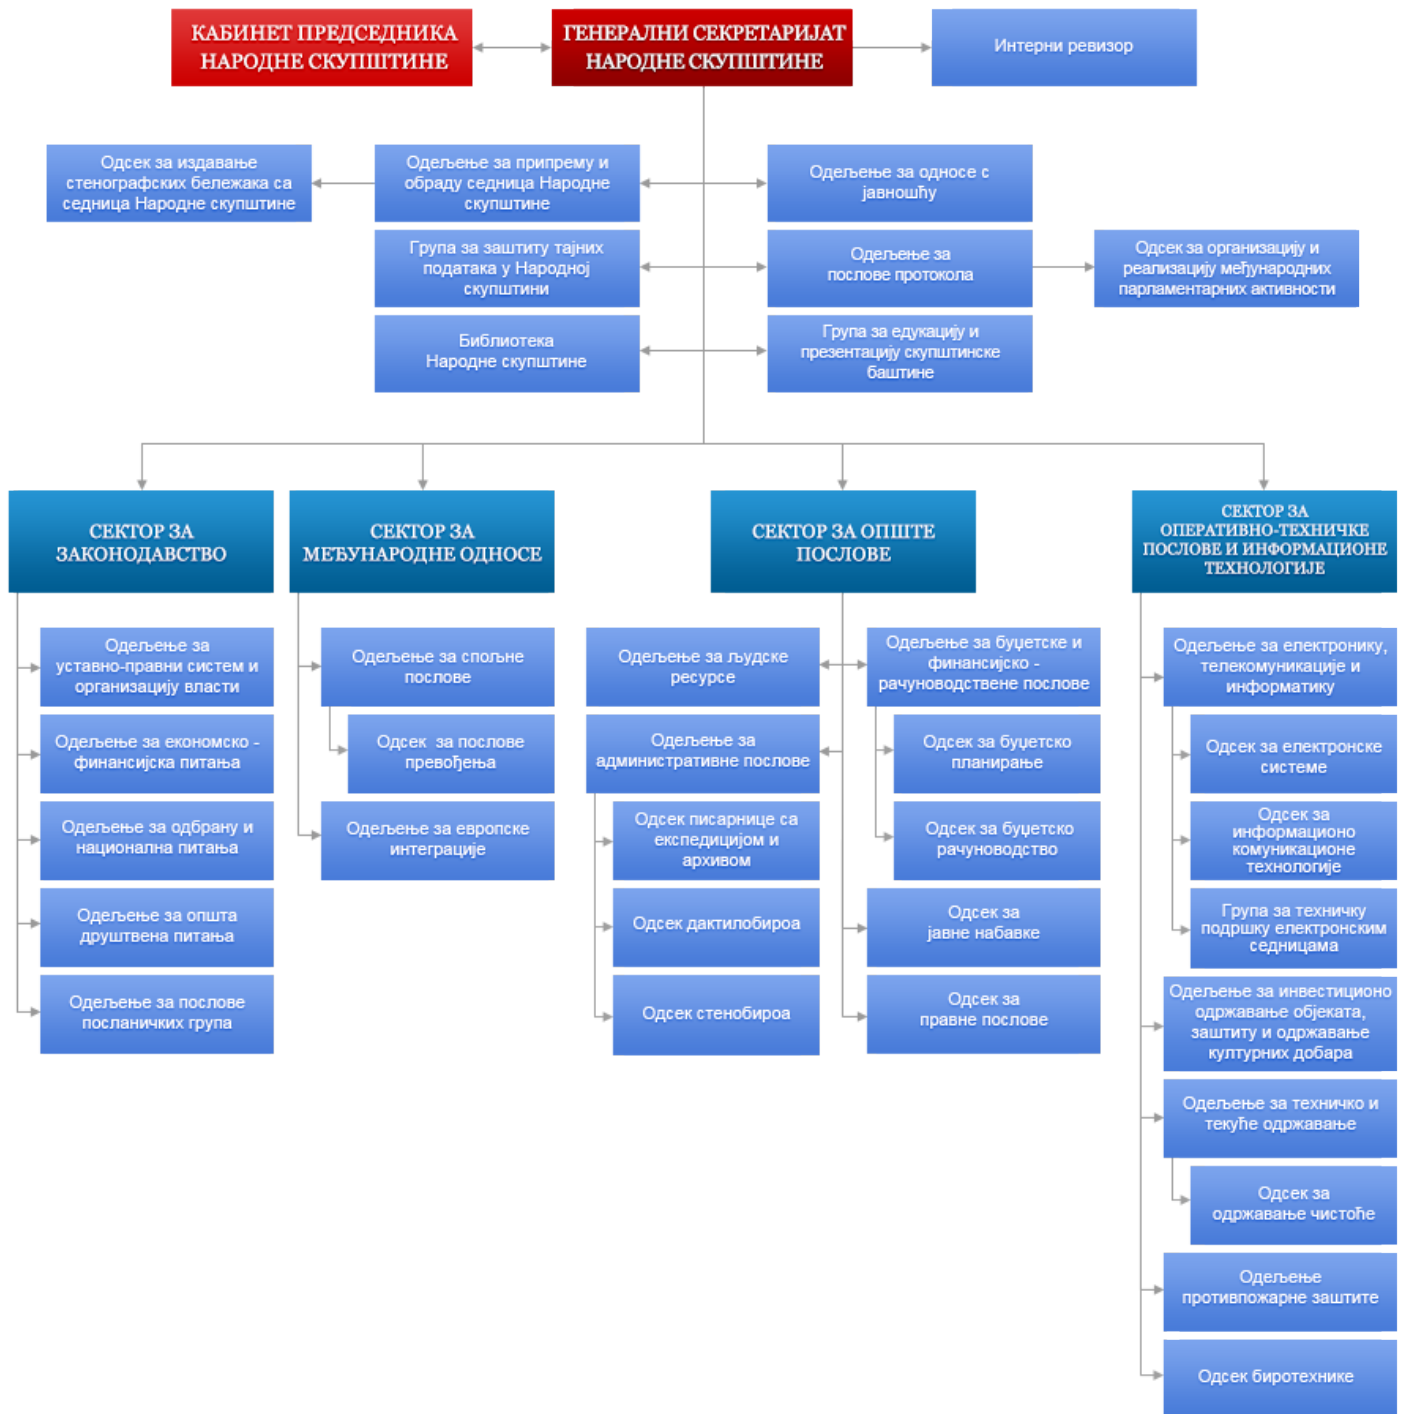 КАБИНЕТ ПРЕДСЕДНИКА
НАРОДНЕ СКУПШТИНЕ
ГЕНЕРАЛНИ СЕКРЕТАРИЈАТ
НАРОДНЕ СКУПШТИНЕ
Интерни ревизор
Одсек за издавање
стенографских бележака са
седница Народне скупштине
Одељење за припрему и
обраду седница Народне
скупштине
Одељење за односе с
јавношћу
Група за заштиту тајних
података у Народној
скупштини
Одељење за
послове протокола
Одсек за организацију и
реализацију међународних
парламентарних активности
Библиотека
Народне скупштине
Група за едукацију и
презентацију скупштинске
баштине
СЕКТОР ЗА
ЗАКОНОДАВСТВО
СЕКТОР ЗА
МЕЂУНАРОДНЕ ОДНОСЕ
СЕКТОР ЗА ОПШТЕ
ПОСЛОВЕ
СЕКТОР ЗА
ОПЕРАТИВНО-ТЕХНИЧКЕ
ПОСЛОВЕ И ИНФОРМАЦИОНЕ
ТЕХНОЛОГИЈЕ
Одељење за
уставно-правни систем и
организацију власти
Одељење за економско -
финансијска питања
Одељење за одбрану и
национална питања
Одељење за општа
друштвена питања
Одељење за послове
посланичких група
Одељење за спољне
послове
Одсек за послове
превођења
Одељење за европске
интеграције
Одељење за људске
ресурсе
Одељење за
административне послове
Одсек писарнице са
експедицијом и
архивом
Одсек дактилобироа
Одсек стенобироа
Одељење за буџетске и
финансијско -
рачуноводствене послове
Одсек за буџетско
планирање
Одсек за буџетско
рачуноводство
Одсек за
јавне набавке
Одсек за
правне послове
Одељење за електронику,
телекомуникације и
информатику
Одсек за електронске
системе
Одсек за
информационо
комуникационе
технологије
Група за техничку
подршку електронским
седницама
Одељење за инвестиционо
одржавање објеката,
заштиту и одржавање
културних добара
Одељење за техничко и
текуће одржавање
Одсек за
одржавање чистоће
Одељење
противпожарне заштите
Одсек биротехнике